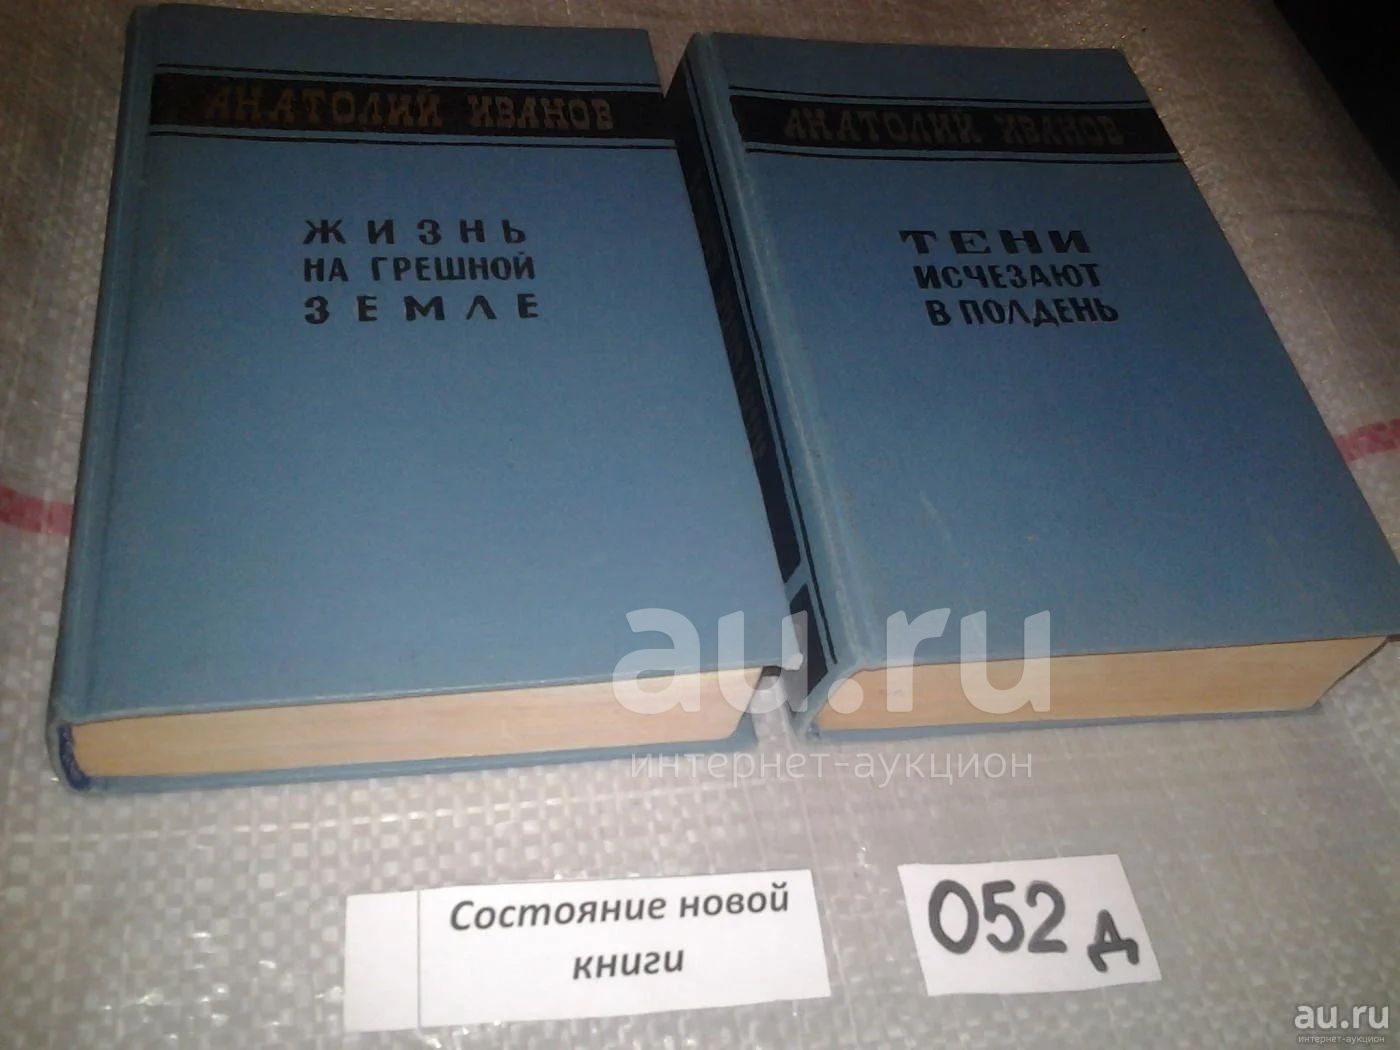 АНАТОЛИЙ ИВАНОВ
ЖИЗНЬ
НА ГРЕШНОЙ
ЗЕМЛЕ
АНАТОЛИЙ ИВАНОВ
ТЕНИ
ИСЧЕЗАЮТ
В ПОЛДЕНЬ
au.ru
интернет-аукцион
Состояние новой
книги
052 д
au.ru
интернет-аукцион